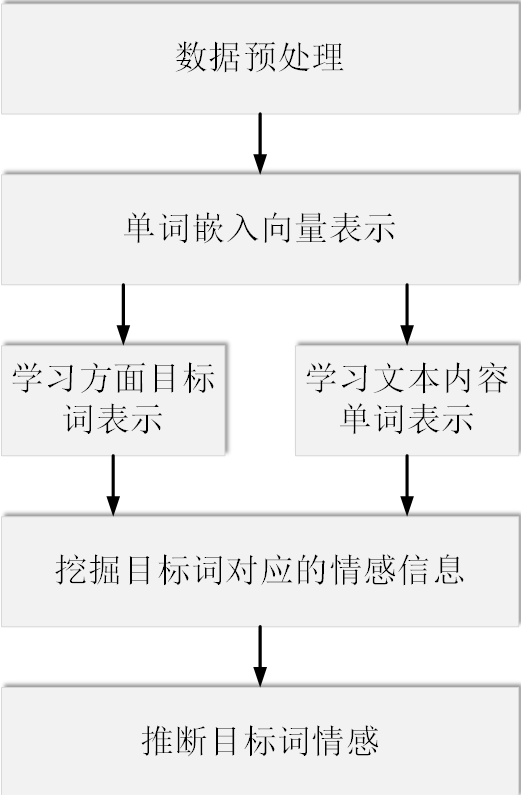 数据预处理
单词嵌入向量表示
学习方面目标
词表示
学习文本内容
单词表示
挖掘目标词对应的情感信息
推断目标词情感